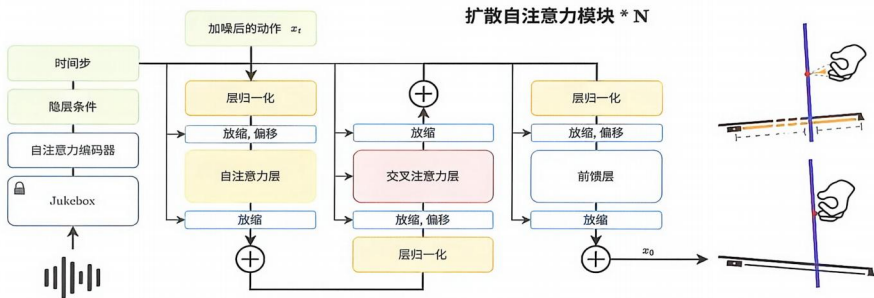 扩散自注意力模块 * N
加噪后的动作 x_t
时间步
隐层条件
自注意力编码器
Jukebox
层归一化
放缩, 偏移
自注意力层
放缩
放缩
交叉注意力层
放缩, 偏移
层归一化
层归一化
放缩, 偏移
前馈层
放缩
x_0